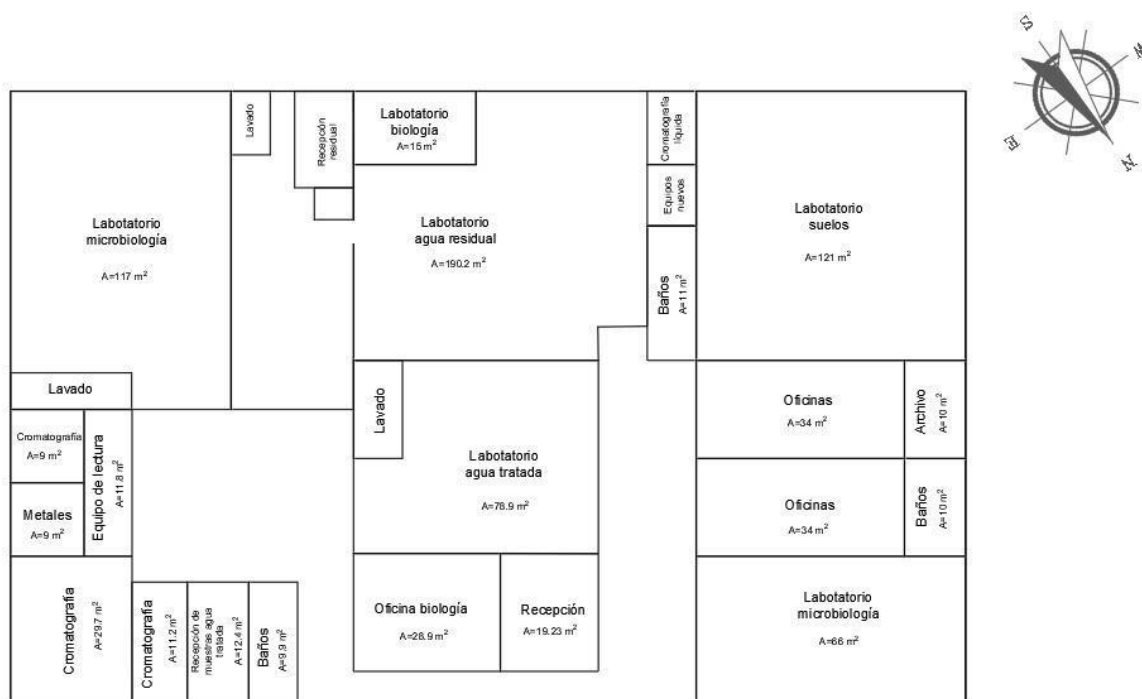 S
E
N
Lavado
Recepción
residual
Labotatorio
biología
A=15 m²
Cromatografía
líquida
Equipos
nuevos
Labotatorio
microbiología
A=117 m²
Labotatorio
agua residual
A=190.2 m²
Baños
A=11 m²
Labotatorio
suelos
A=121 m²
Lavado
Cromatografía
A=9 m²
Equipo de lectura
A=11.8 m²
Metales
A=9 m²
Lavado
Labotatorio
agua tratada
A=78.9 m²
Oficinas
A=34 m²
Archivo
A=10 m²
Oficinas
A=34 m²
Baños
A=10 m²
Cromatografía
A=29.7 m²
Cromatografía
A=11.2 m²
Recepción de
muestras agua
tratada
A=12.4 m²
Baños
A=9.9 m²
Oficina biología
A=28.9 m²
Recepción
A=19.23 m²
Labotatorio
microbiología
A=66 m²